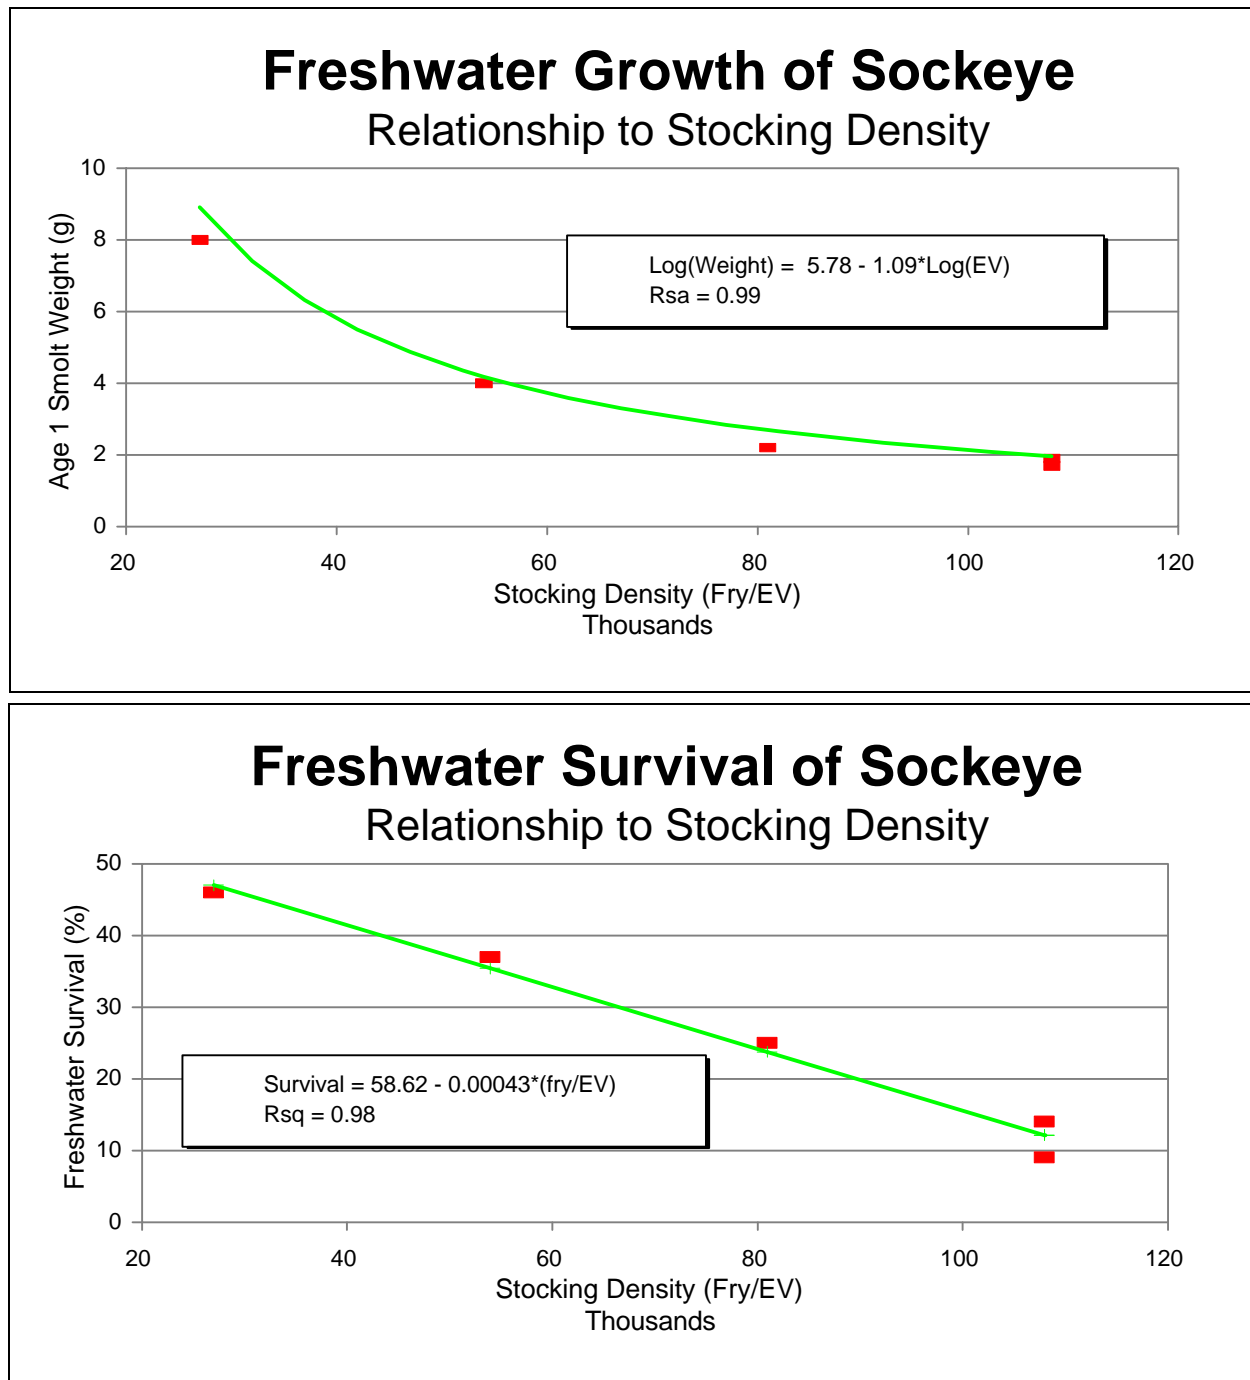 Freshwater Growth of Sockeye
Relationship to Stocking Density
10
8
6
4
2
0
Age 1 Smolt Weight (g)
Log(Weight) =  5.78 - 1.09*Log(EV)
Rsa = 0.99
20 40 60 80 100 120
Stocking Density (Fry/EV)
Thousands
Freshwater Survival of Sockeye
Relationship to Stocking Density
50
40
30
20
10
0
Freshwater Survival (%)
Survival = 58.62 - 0.00043*(fry/EV)
Rsq = 0.98
20 40 60 80 100 120
Stocking Density (Fry/EV)
Thousands